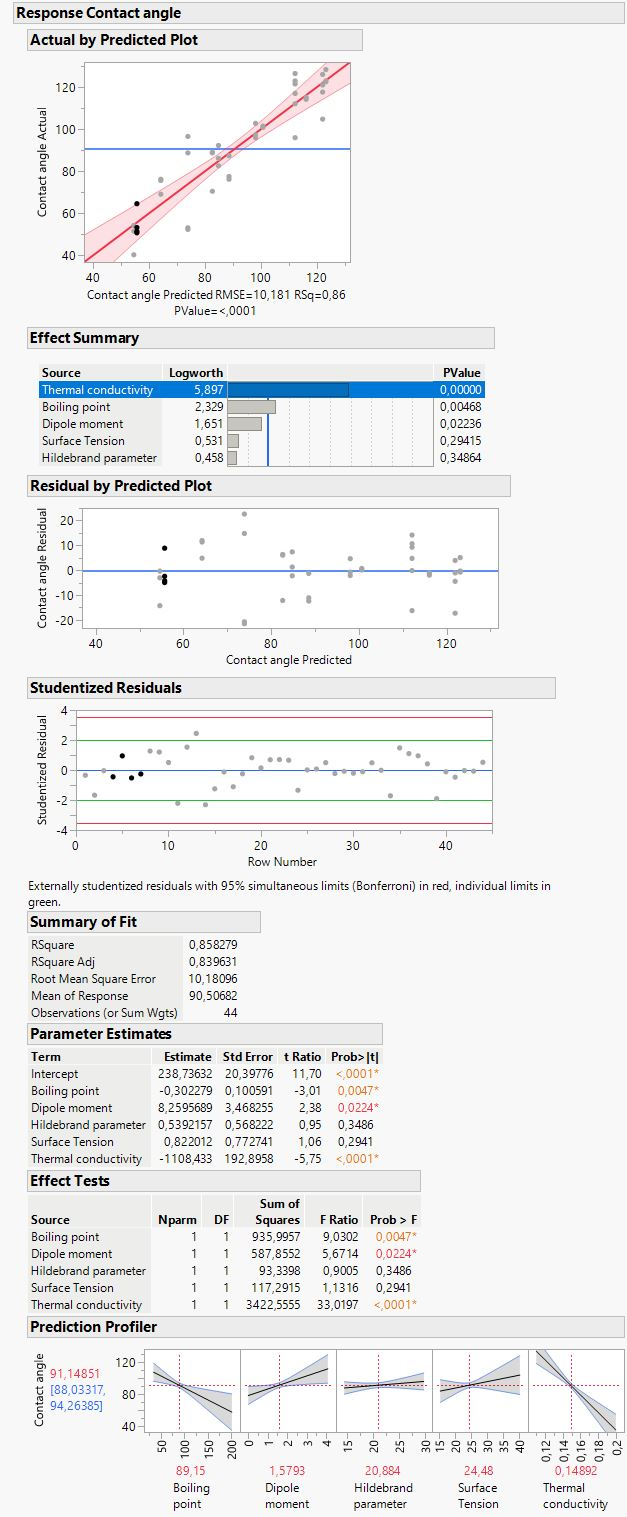 Response Contact angle
Actual by Predicted Plot
Contact angle Actual
120
100
80
60
40
40 60 80 100 120
Contact angle Predicted RMSE=10,181 RSq=0,86
PValue=<,0001
Effect Summary
Source Logworth PValue
Thermal conductivity 5,897 0,00000
Boiling point 2,329 0,00468
Dipole moment 1,651 0,02236
Surface Tension 0,531 0,29415
Hildebrand parameter 0,458 0,34864
Residual by Predicted Plot
Contact angle Residual
20
10
0
-10
-20
40 60 80 100 120
Contact angle Predicted
Studentized Residuals
Studentized Residual
4
2
0
-2
-4
0 10 20 30 40
Row Number
Externally studentized residuals with 95% simultaneous limits (Bonferroni) in red, individual limits in
green.
Summary of Fit
RSquare 0,858279
RSquare Adj 0,839631
Root Mean Square Error 10,18096
Mean of Response 90,50682
Observations (or Sum Wgts) 44
Parameter Estimates
Term Estimate Std Error t Ratio Prob>|t|
Intercept 238,73632 20,39776 11,70 <,0001*
Boiling point -0,302279 0,100591 -3,01 0,0047*
Dipole moment 8,2595689 3,468255 2,38 0,0224*
Hildebrand parameter 0,5392157 0,568222 0,95 0,3486
Surface Tension 0,822012 0,772741 1,06 0,2941
Thermal conductivity -1108,433 192,8958 -5,75 <,0001*
Effect Tests
Sum of
Source Nparm DF Squares F Ratio Prob > F
Boiling point 1 1 935,9957 9,0302 0,0047*
Dipole moment 1 1 587,8552 5,6714 0,0224*
Hildebrand parameter 1 1 93,3398 0,9005 0,3486
Surface Tension 1 1 117,2915 1,1316 0,2941
Thermal conductivity 1 1 3422,5555 33,0197 <,0001*
Prediction Profiler
Contact angle
91,14851
[88,03317,
94,26385]
120
80
40
50 100 150 200 0 1 2 3 4 15 20 25 30 15 20 25 30 35 40 0,12 0,14 0,16 0,18 0,2
89,15 1,5793 20,884 24,48 0,14892
Boiling Dipole Hildebrand Surface Thermal
point moment parameter Tension conductivity